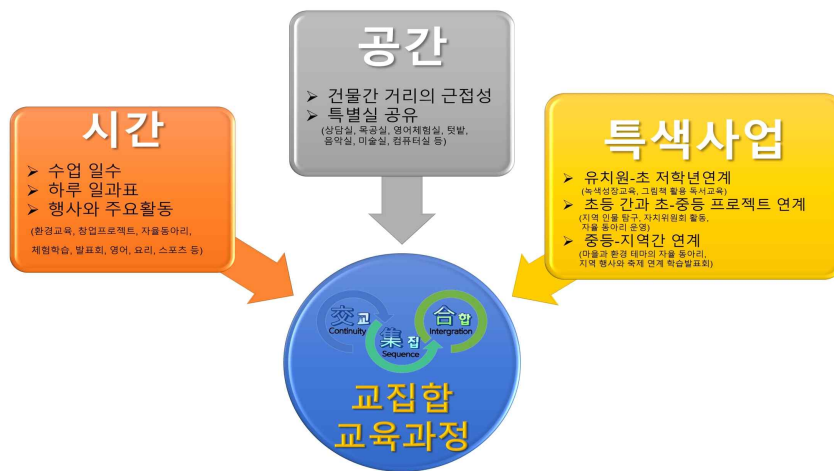 시간
➢ 수업 일수
➢ 하루 일과표
➢ 행사와 주요활동
(환경교육, 창업프로젝트, 자율동아리,
체험학습, 발표회, 영어, 요리, 스포츠 등)
공간
➢ 건물간 거리의 근접성
➢ 특별실 공유
(상담실, 목공실, 영어체험실, 텃밭,
음악실, 미술실, 컴퓨터실 등)
특색사업
➢ 유치원-초 저학년연계
(녹색성장교육, 그림책 활용 독서교육)
➢ 초등 간과 초-중등 프로젝트 연계
(지역 인물 탐구, 자치위원회 활동,
자율 동아리 운영)
➢ 중등-지역간 연계
(마을과 환경 테마의 자율 동아리,
지역 행사와 축제 연계 학습발표회)
交교
Continuity
集집
Sequence
合합
Intergration
교집합
교육과정